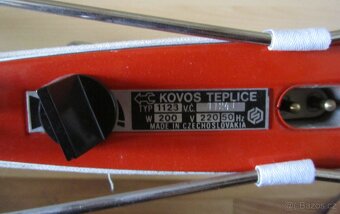 KOVOS TEPLICE
TYP 1123 V.Č.
W 200 V 220 50 Hz
MADE IN CZECHOSLOVAKIA